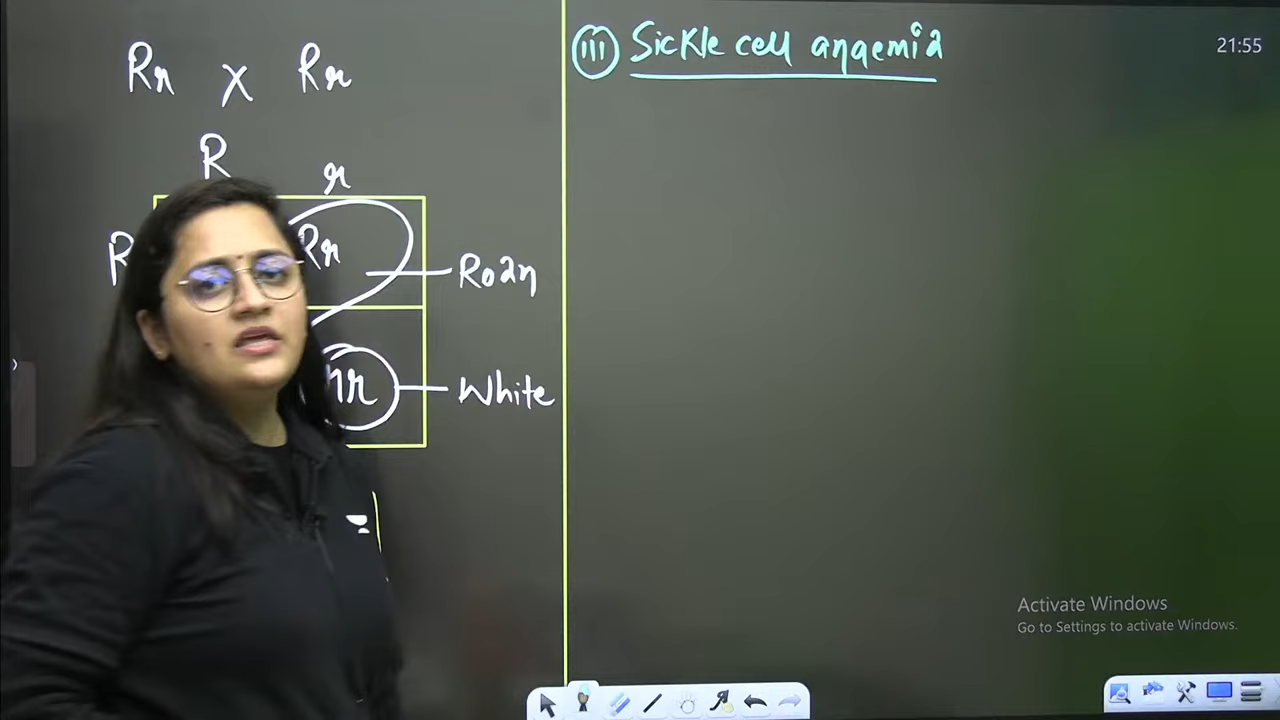 Rr x Rr
R r
R
Rr
Roan
rr
White
(iii) Sickle cell anaemia
21:55
Activate Windows
Go to Settings to activate Windows.